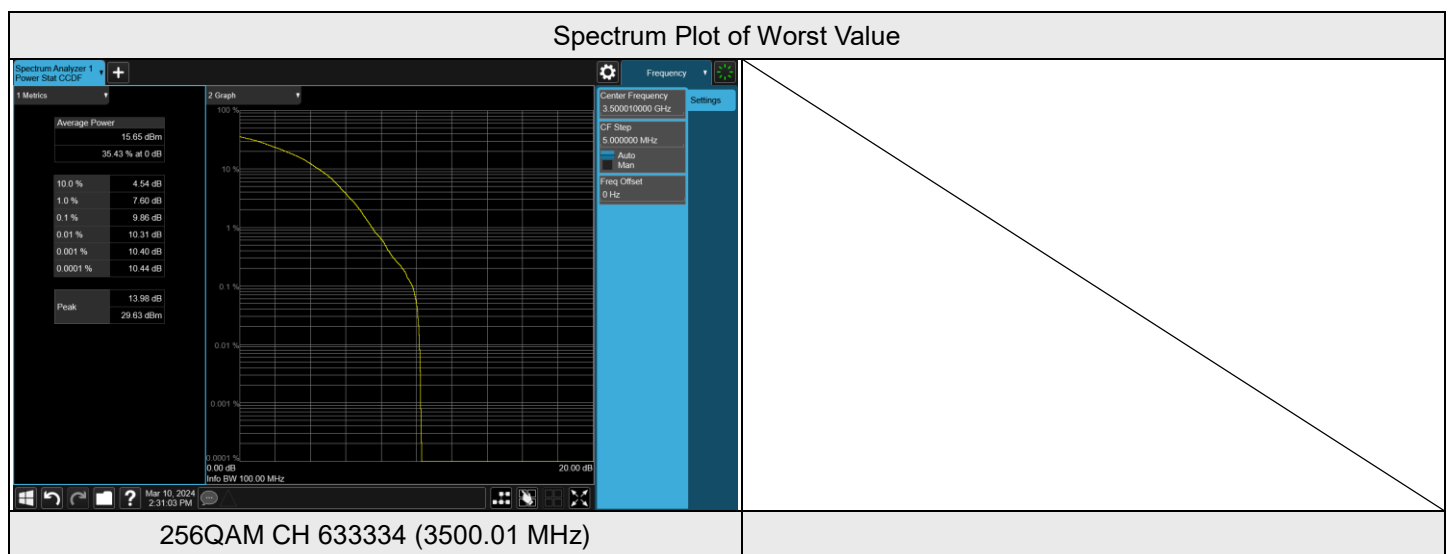 Spectrum Plot of Worst Value
Spectrum Analyzer 1
Power Stat CCDF
Frequency
1 Metrics
Average Power
15.65 dBm
35.43 % at 0 dB
10.0 % 4.54 dB
1.0 % 7.60 dB
0.1 % 9.86 dB
0.01 % 10.31 dB
0.001 % 10.40 dB
0.0001 % 10.44 dB
Peak
13.98 dB
29.63 dBm
2 Graph
100 %
10 %
1 %
0.1 %
0.01 %
0.001 %
0.0001 %
0.00 dB 20.00 dB
Info BW 100.00 MHz
Center Frequency
3.500010000 GHz
Settings
CF Step
5.000000 MHz
Auto
Man
Freq Offset
0 Hz
?
Mar 10, 2024
2:31:03 PM
256QAM CH 633334 (3500.01 MHz)